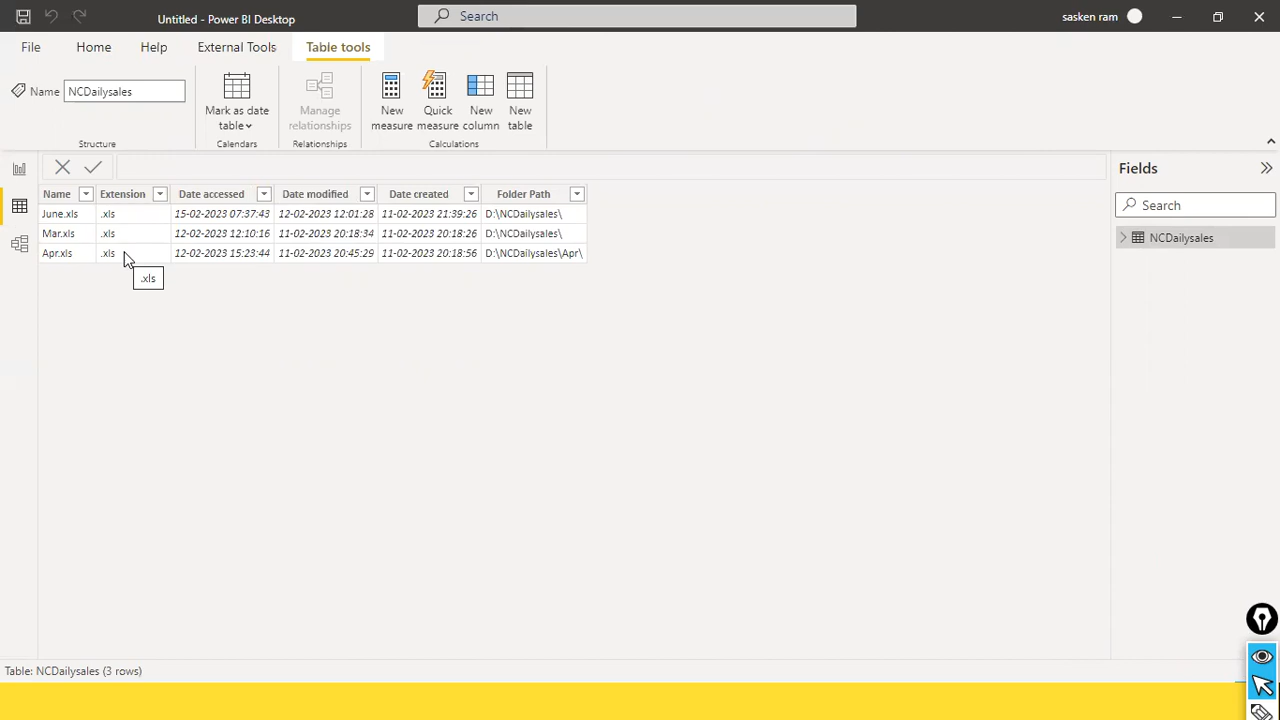 Untitled - Power BI Desktop
Search
sasken ram
File Home Help External Tools Table tools
Name NCDailysales
Mark as date table
Manage relationships
New measure
Quick measure
New column
New table
Structure Calendars Relationships Calculations
Fields
Search
NCDailysales
Name Extension Date accessed Date modified Date created Folder Path
June.xls .xls 15-02-2023 07:37:43 12-02-2023 12:01:28 11-02-2023 21:39:26 D:\NCDailysales\
Mar.xls .xls 12-02-2023 12:10:16 11-02-2023 20:18:34 11-02-2023 20:18:26 D:\NCDailysales\
Apr.xls .xls 12-02-2023 15:23:44 11-02-2023 20:45:29 11-02-2023 20:18:56 D:\NCDailysales\Apr\
.xls
Table: NCDailysales (3 rows)